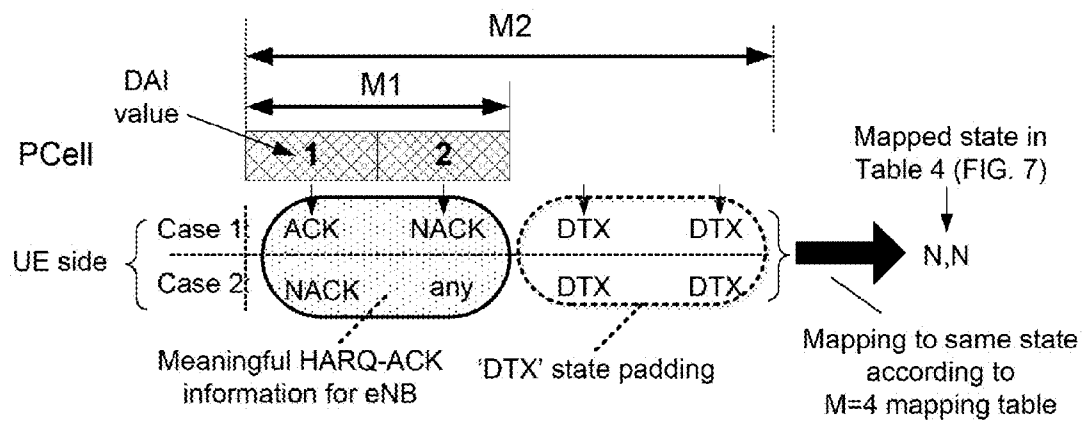 M2
DAI
value
M1
PCell
1 2
Mapped state in
Table 4 (FIG. 7)
UE side
Case 1 ACK NACK DTX DTX
N,N
Case 2 NACK any DTX DTX
Meaningful HARQ-ACK
information for eNB
'DTX' state padding
Mapping to same state
according to
M=4 mapping table